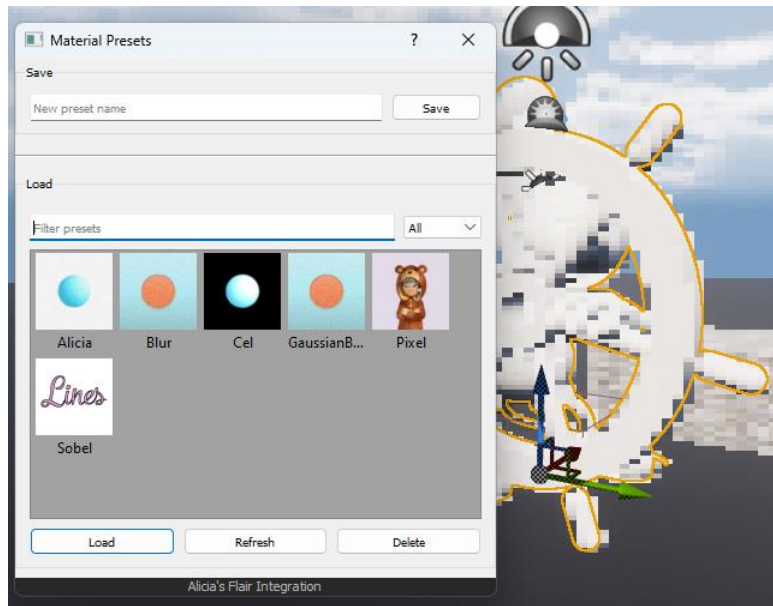 Material Presets
?
Save
New preset name
Save
Load
Filter presets
All
Alicia
Blur
Cel
GaussianB...
Pixel
Lines
Sobel
Load
Refresh
Delete
Alicia's Flair Integration